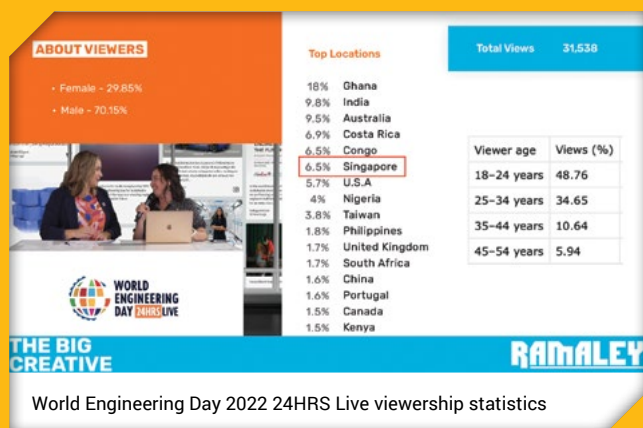 ABOUT VIEWERS
• Female - 29.85%
• Male - 70.15%
Top Locations
18% Ghana
9.8% India
9.5% Australia
6.9% Costa Rica
6.5% Congo
6.5% Singapore
5.7% U.S.A
4% Nigeria
3.8% Taiwan
1.8% Philippines
1.7% United Kingdom
1.7% South Africa
1.6% China
1.6% Portugal
1.5% Canada
1.5% Kenya
Total Views 31,538
Viewer age Views (%)
18-24 years 48.76
25-34 years 34.65
35-44 years 10.64
45-54 years 5.94
WORLD
ENGINEERING
DAY 24HRS LIVE
THE BIG
CREATIVE
RAMALEY
World Engineering Day 2022 24HRS Live viewership statistics